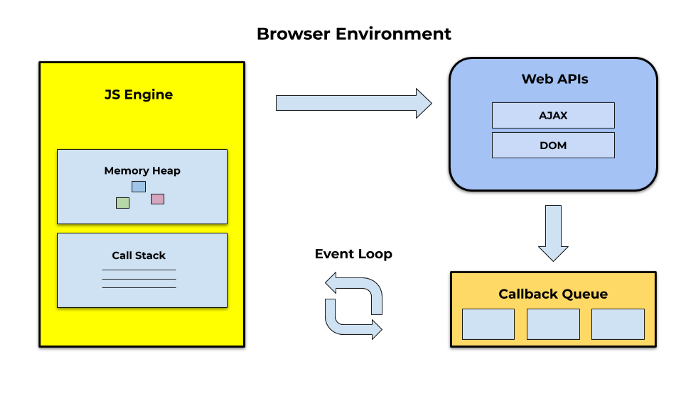 Browser Environment
JS Engine
Memory Heap
Call Stack
Web APIs
AJAX
DOM
Event Loop
Callback Queue